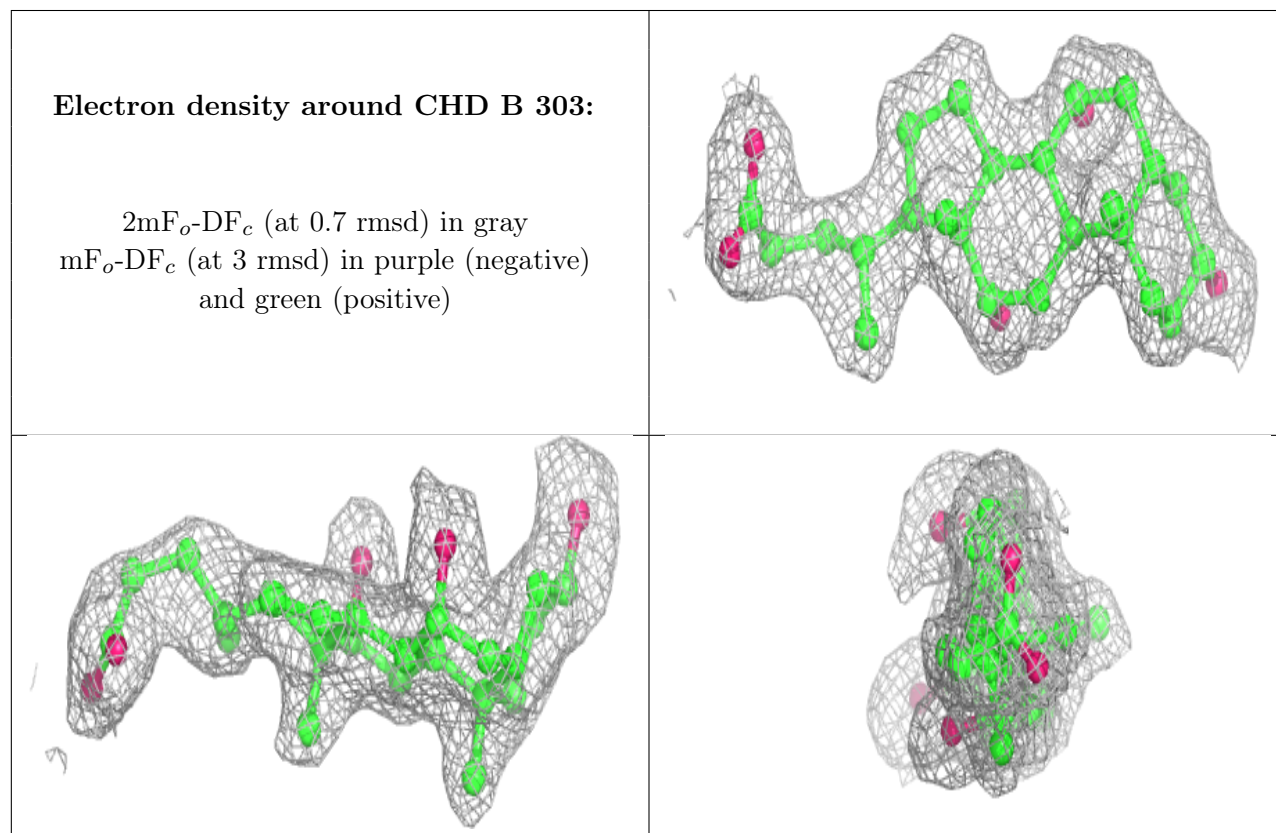 Electron density around CHD B 303:
2mFₒ-DF𝒸 (at 0.7 rmsd) in gray
mFₒ-DF𝒸 (at 3 rmsd) in purple (negative)
and green (positive)